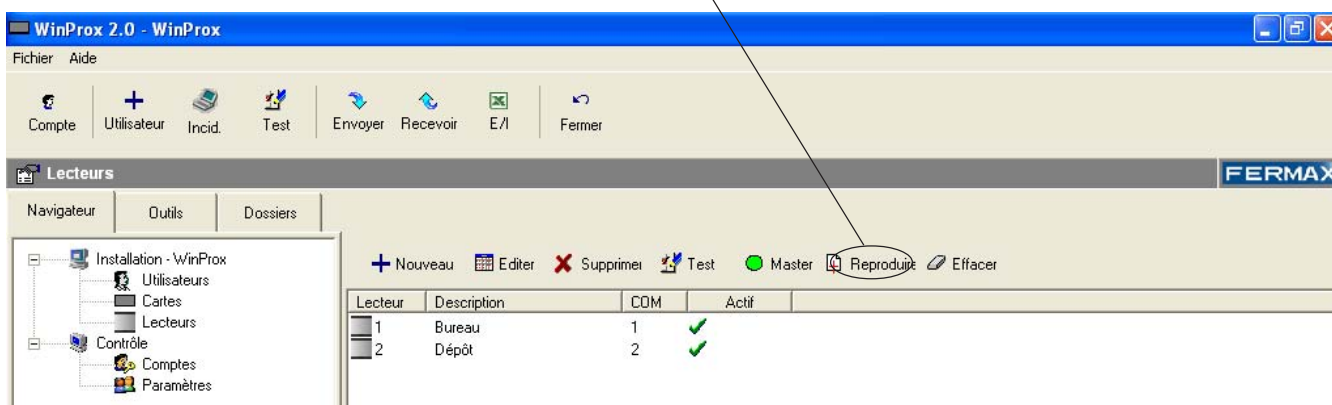 WinProx 2.0 - WinProx
Fichier Aide
Compte Utilisateur Incid. Test Envoyer Recevoir E/I Fermer
Lecteurs FERMAX
Navigateur Outils Dossiers
Installation - WinProx
Utilisateurs
Cartes
Lecteurs
Contrôle
Comptes
Paramètres
Nouveau Editer Supprimer Test Master Reproduire Effacer
Lecteur Description COM Actif
1 Bureau 1
2 Dépôt 2